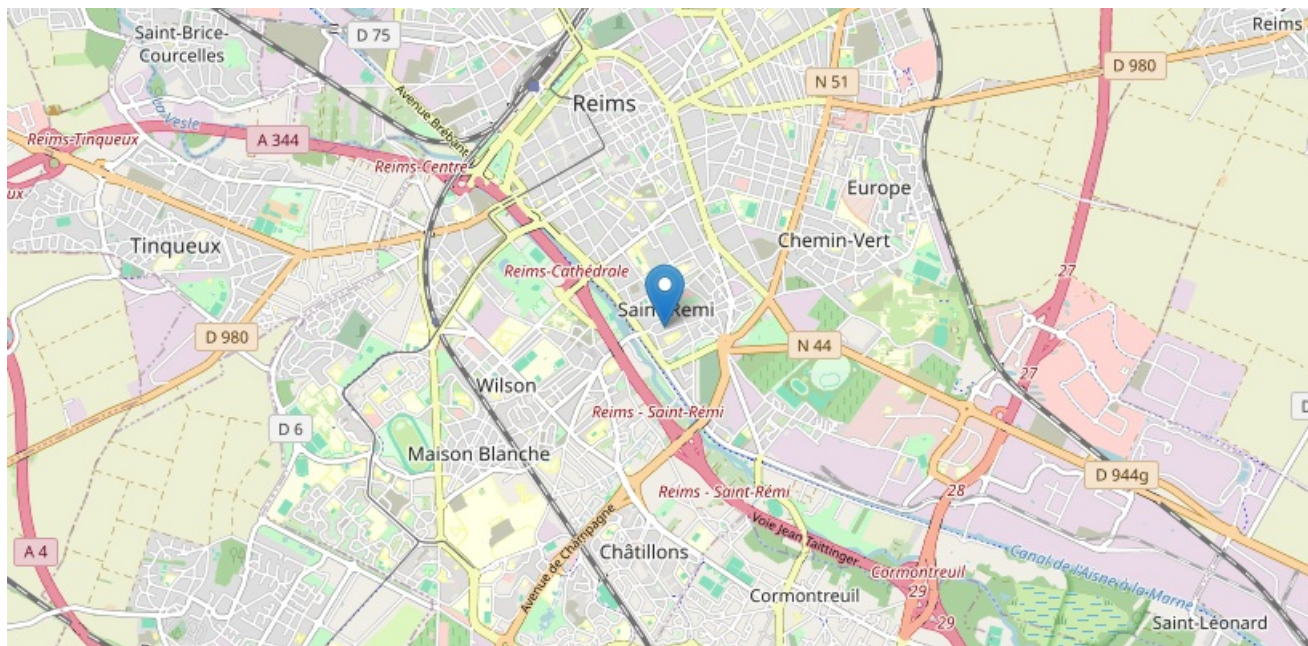 Saint-Brice-
Courcelles
D 75
Reims
D 980
N 51
Reims
Avenue Brébant
La Vesle
Reims-Tinqueux
A 344
Reims-Centre
ux
Europe
Tinqueux
Chemin-Vert
Reims-Cathédrale
27
Saint-Remi
D 980
N 44
27
Wilson
Reims - Saint-Rémi
D 6
Maison Blanche
D 944g
28
Reims - Saint-Rémi
Voie Jean Taittinger
A 4
Avenue de Champagne
Châtillons
Canal de l'Aisne à la Marne
Cormontreuil
29
Cormontreuil
29
Saint-Léonard